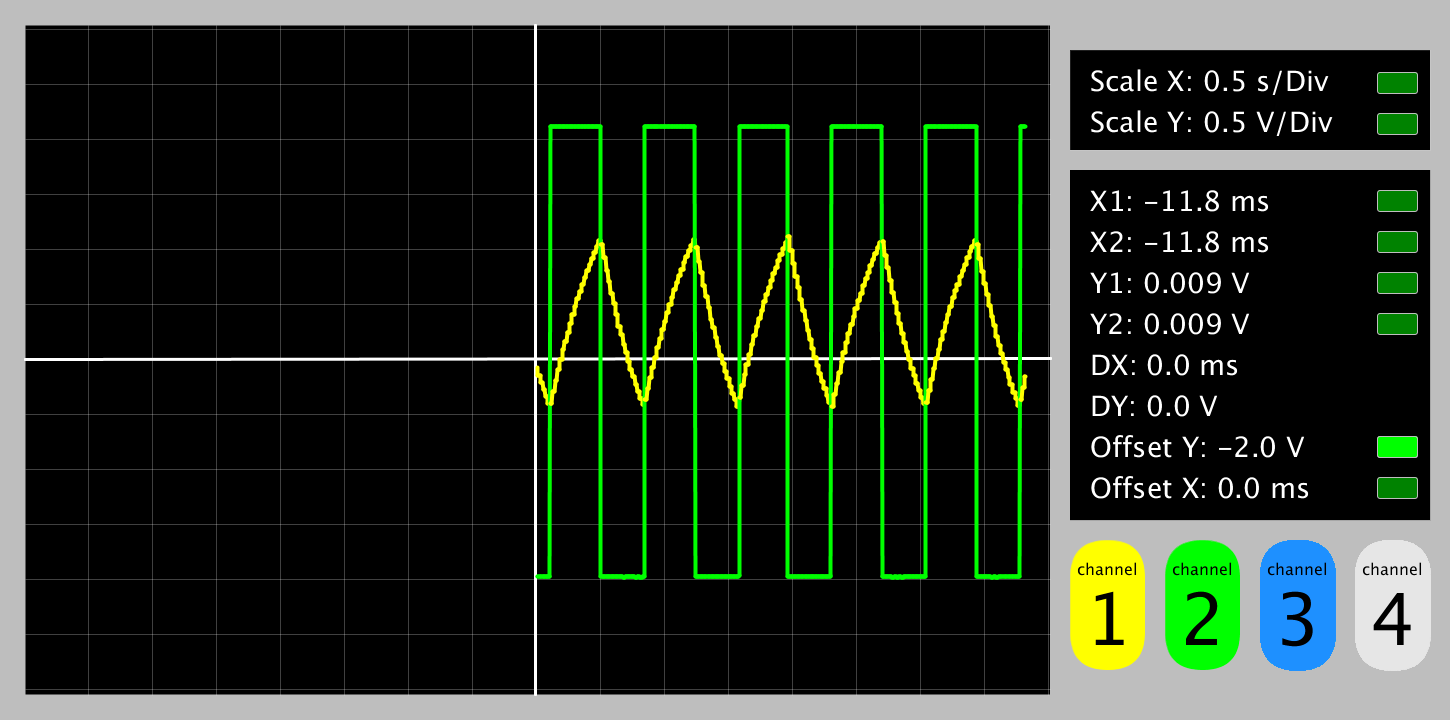 Scale X: 0.5 s/Div
Scale Y: 0.5 V/Div
X1: -11.8 ms
X2: -11.8 ms
Y1: 0.009 V
Y2: 0.009 V
DX: 0.0 ms
DY: 0.0 V
Offset Y: -2.0 V
Offset X: 0.0 ms
channel channel channel channel
1 2 3 4